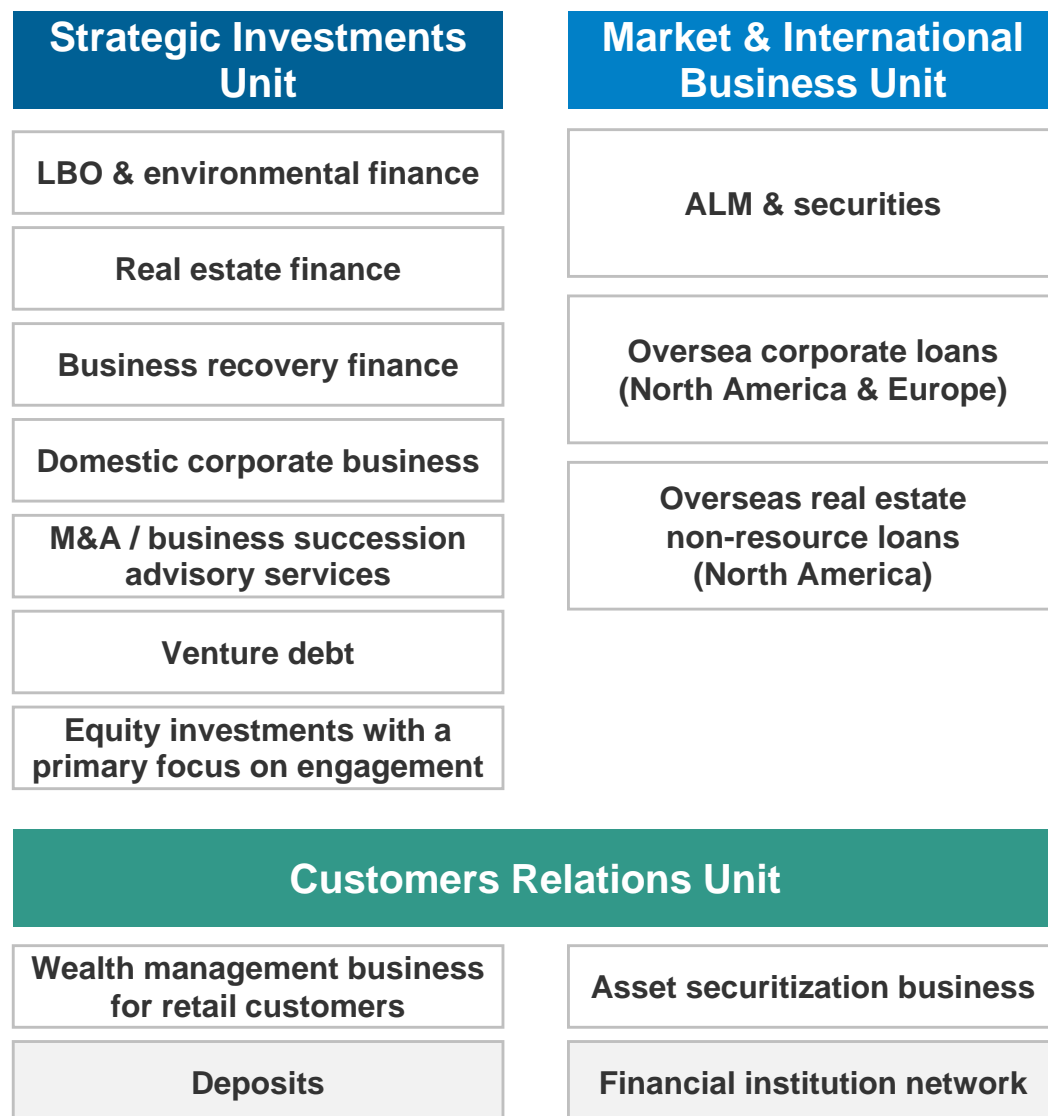 Strategic Investments
Unit
LBO & environmental finance
Real estate finance
Business recovery finance
Domestic corporate business
M&A / business succession
advisory services
Venture debt
Equity investments with a
primary focus on engagement
Market & International
Business Unit
ALM & securities
Oversea corporate loans
(North America & Europe)
Overseas real estate
non-resource loans
(North America)
Customers Relations Unit
Wealth management business
for retail customers
Deposits
Asset securitization business
Financial institution network